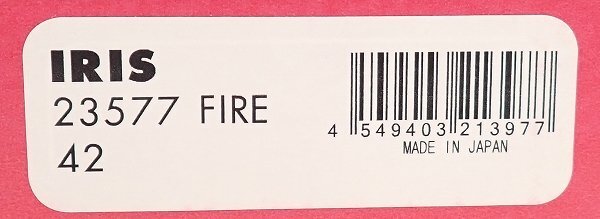 IRIS
23577 FIRE
42
4 549403 213977
MADE IN JAPAN